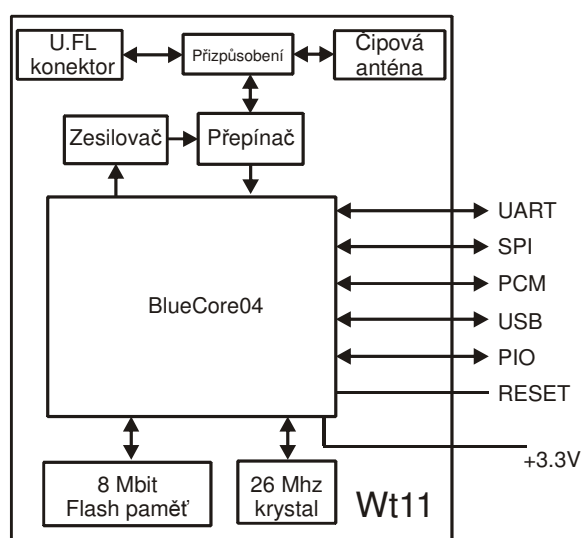 U.FL
konektor
Přizpůsobení
Čipová
anténa
Zesilovač
Přepínač
BlueCore04
UART
SPI
PCM
USB
PIO
RESET
+3.3V
8 Mbit
Flash paměť
26 Mhz
krystal
Wt11